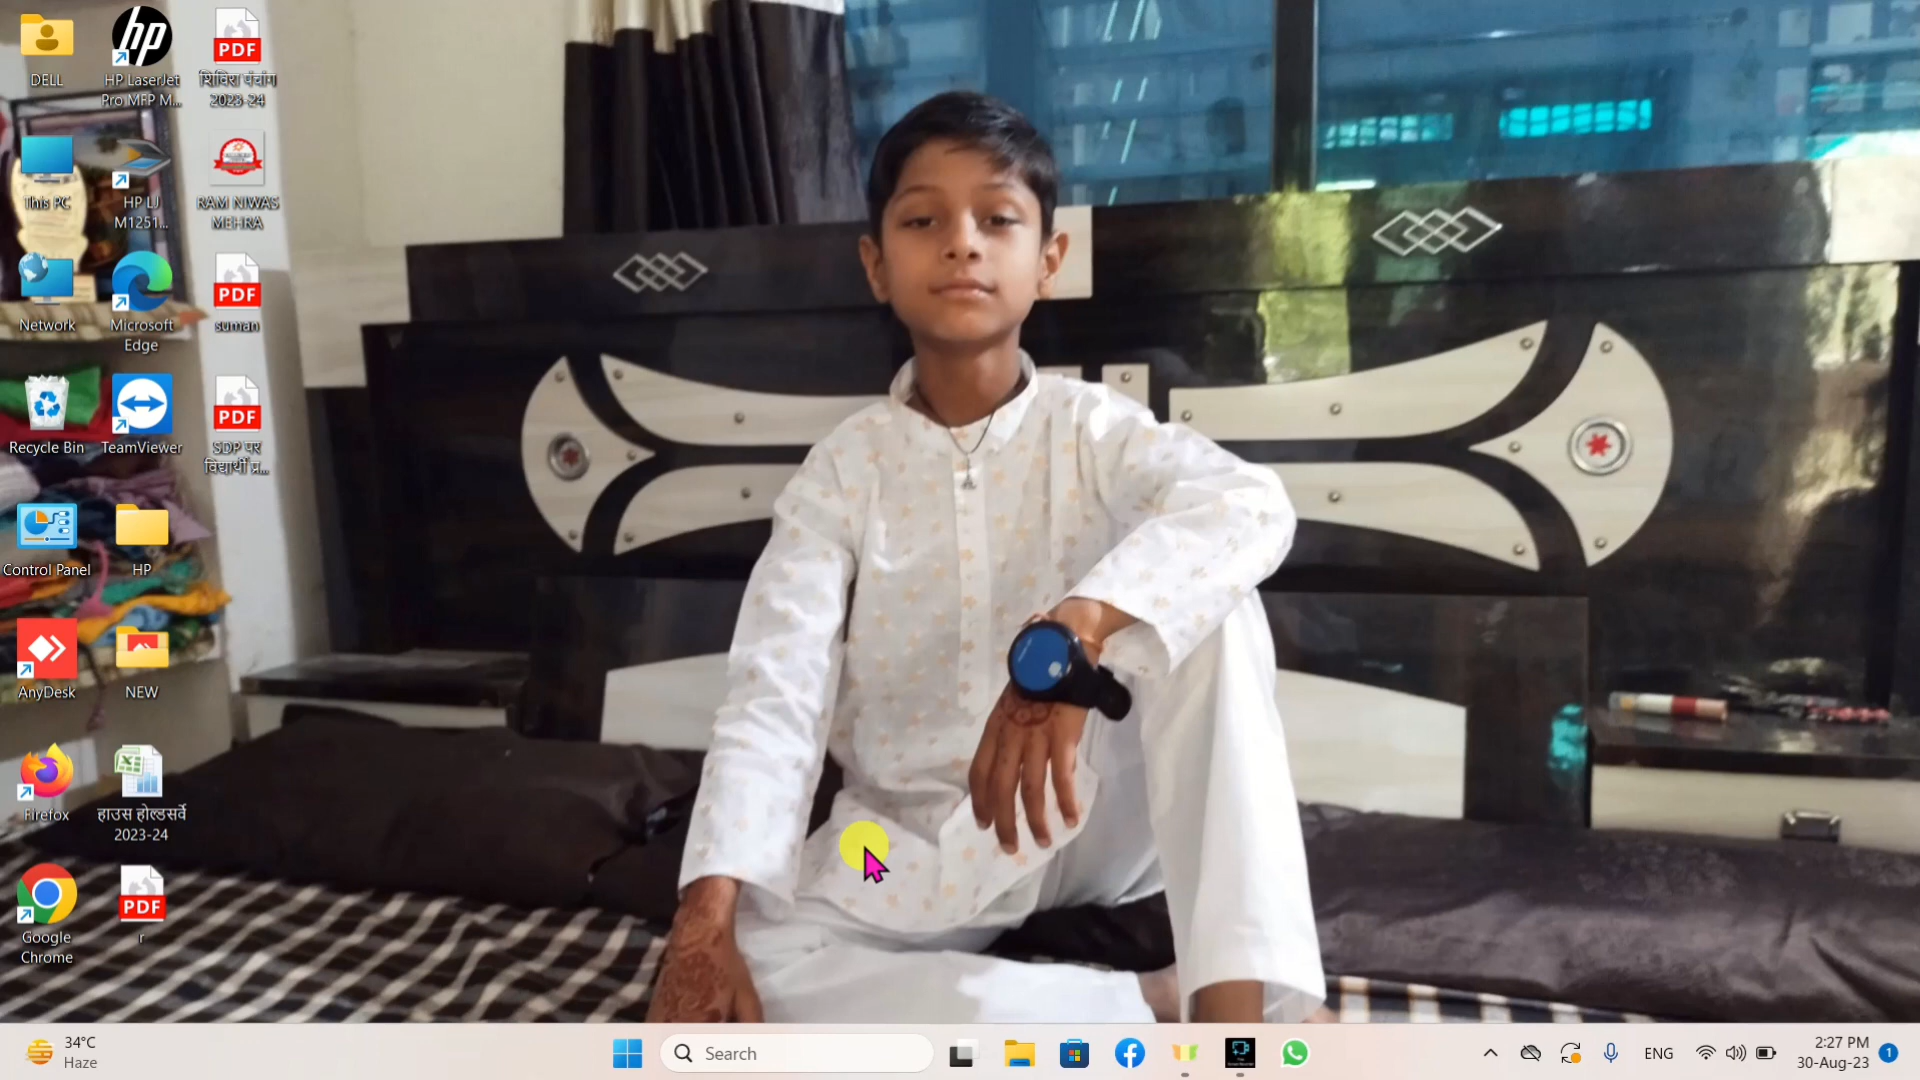 DELL
HP LaserJet
Pro MFP M...
PDF
शिविरा पंचांग
2023-24
This PC
HP LJ
M1251...
RAM NIWAS
MEHRA
Network
Microsoft
Edge
PDF
suman
Recycle Bin
TeamViewer
PDF
SDP पर
विद्यार्थी प्र...
Control Panel
HP
AnyDesk
NEW
Firefox
हाउस होल्डसर्वे
2023-24
Google
Chrome
PDF
r
34°C
Haze
Search
ENG
2:27 PM
30-Aug-23
1